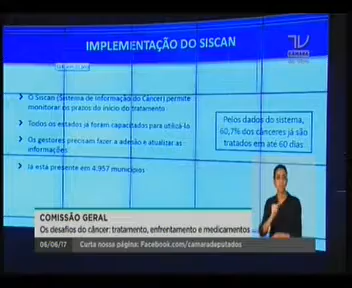 IMPLEMENTAÇÃO DO SISCAN
TV
CÂMARA
O Siscan (Sistema de Informação do Câncer) permite
monitorar os prazos do início do tratamento
Todos os estados já foram capacitados para utilizá-lo
Os gestores precisam fazer a adesão e atualizar as
informações
Já está presente em 4.957 municípios
Pelos dados do sistema,
60,7% dos cânceres já são
tratados em até 60 dias
COMISSÃO GERAL
Os desafios do câncer: tratamento, enfrentamento e medicamentos
06/06/17 Curta nossa página: Facebook.com/camaradeputados